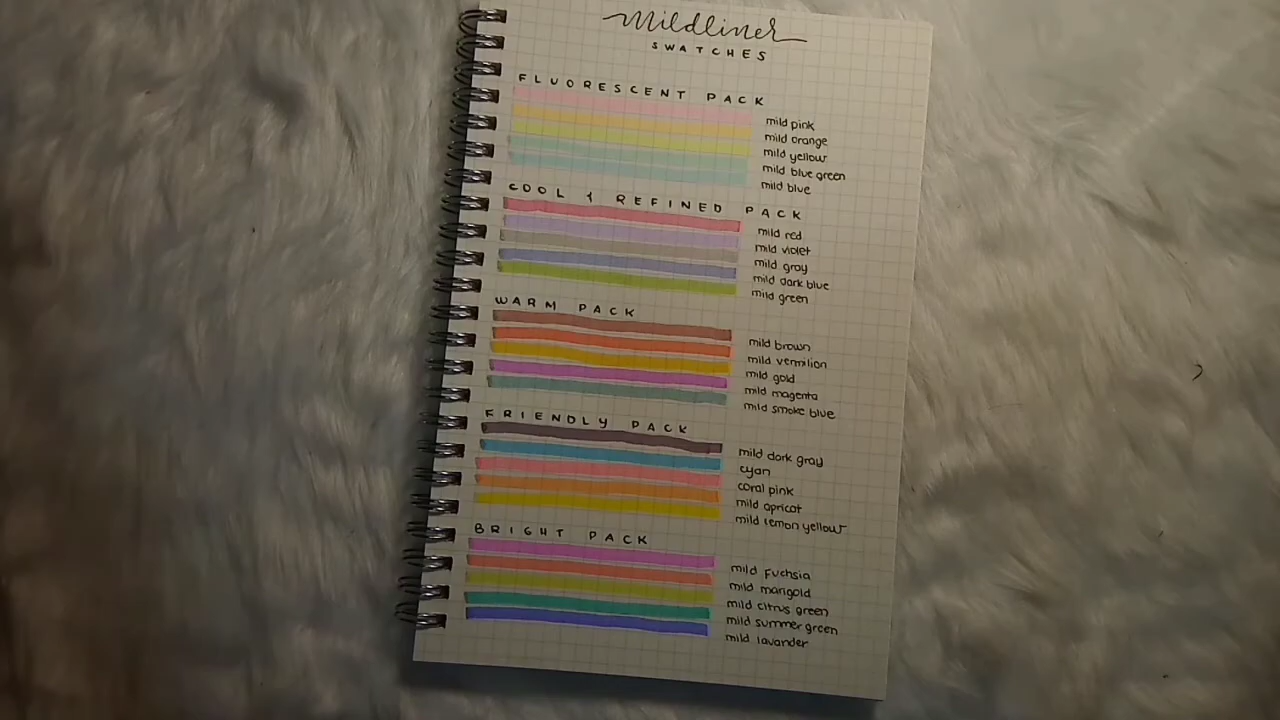 mildliner
SWATCHES
FLUORESCENT PACK
mild pink
mild orange
mild yellow
mild blue green
mild blue
COOL & REFINED PACK
mild red
mild violet
mild gray
mild dark blue
mild green
WARM PACK
mild brown
mild vermilion
mild gold
mild magenta
mild smoke blue
FRIENDLY PACK
mild dark gray
cyan
coral pink
mild apricot
mild lemon yellow
BRIGHT PACK
mild fuchsia
mild marigold
mild citrus green
mild summer green
mild lavander